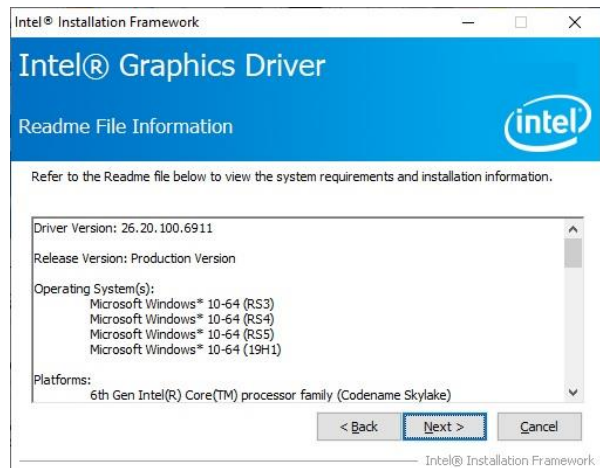 Intel® Installation Framework
Intel® Graphics Driver
Readme File Information
intel
Refer to the Readme file below to view the system requirements and installation information.
Driver Version: 26.20.100.6911
Release Version: Production Version
Operating System(s):
Microsoft Windows* 10-64 (RS3)
Microsoft Windows* 10-64 (RS4)
Microsoft Windows* 10-64 (RS5)
Microsoft Windows* 10-64 (19H1)
Platforms:
6th Gen Intel(R) Core(TM) processor family (Codename Skylake)
< Back Next > Cancel
Intel® Installation Framework